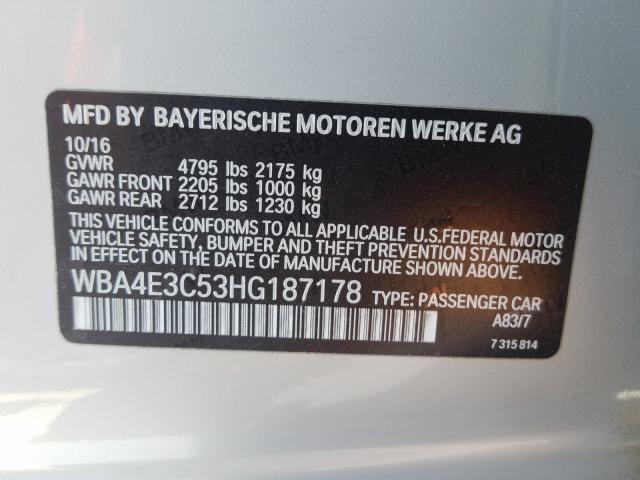 MFD BY BAYERISCHE MOTOREN WERKE AG
10/16
GVWR 4795 lbs 2175 kg
GAWR FRONT 2205 lbs 1000 kg
GAWR REAR 2712 lbs 1230 kg
THIS VEHICLE CONFORMS TO ALL APPLICABLE U.S.FEDERAL MOTOR
VEHICLE SAFETY, BUMPER AND THEFT PREVENTION STANDARDS
IN EFFECT ON THE DATE OF MANUFACTURE SHOWN ABOVE.
WBA4E3C53HG187178 TYPE: PASSENGER CAR
A83/7
7 315 814